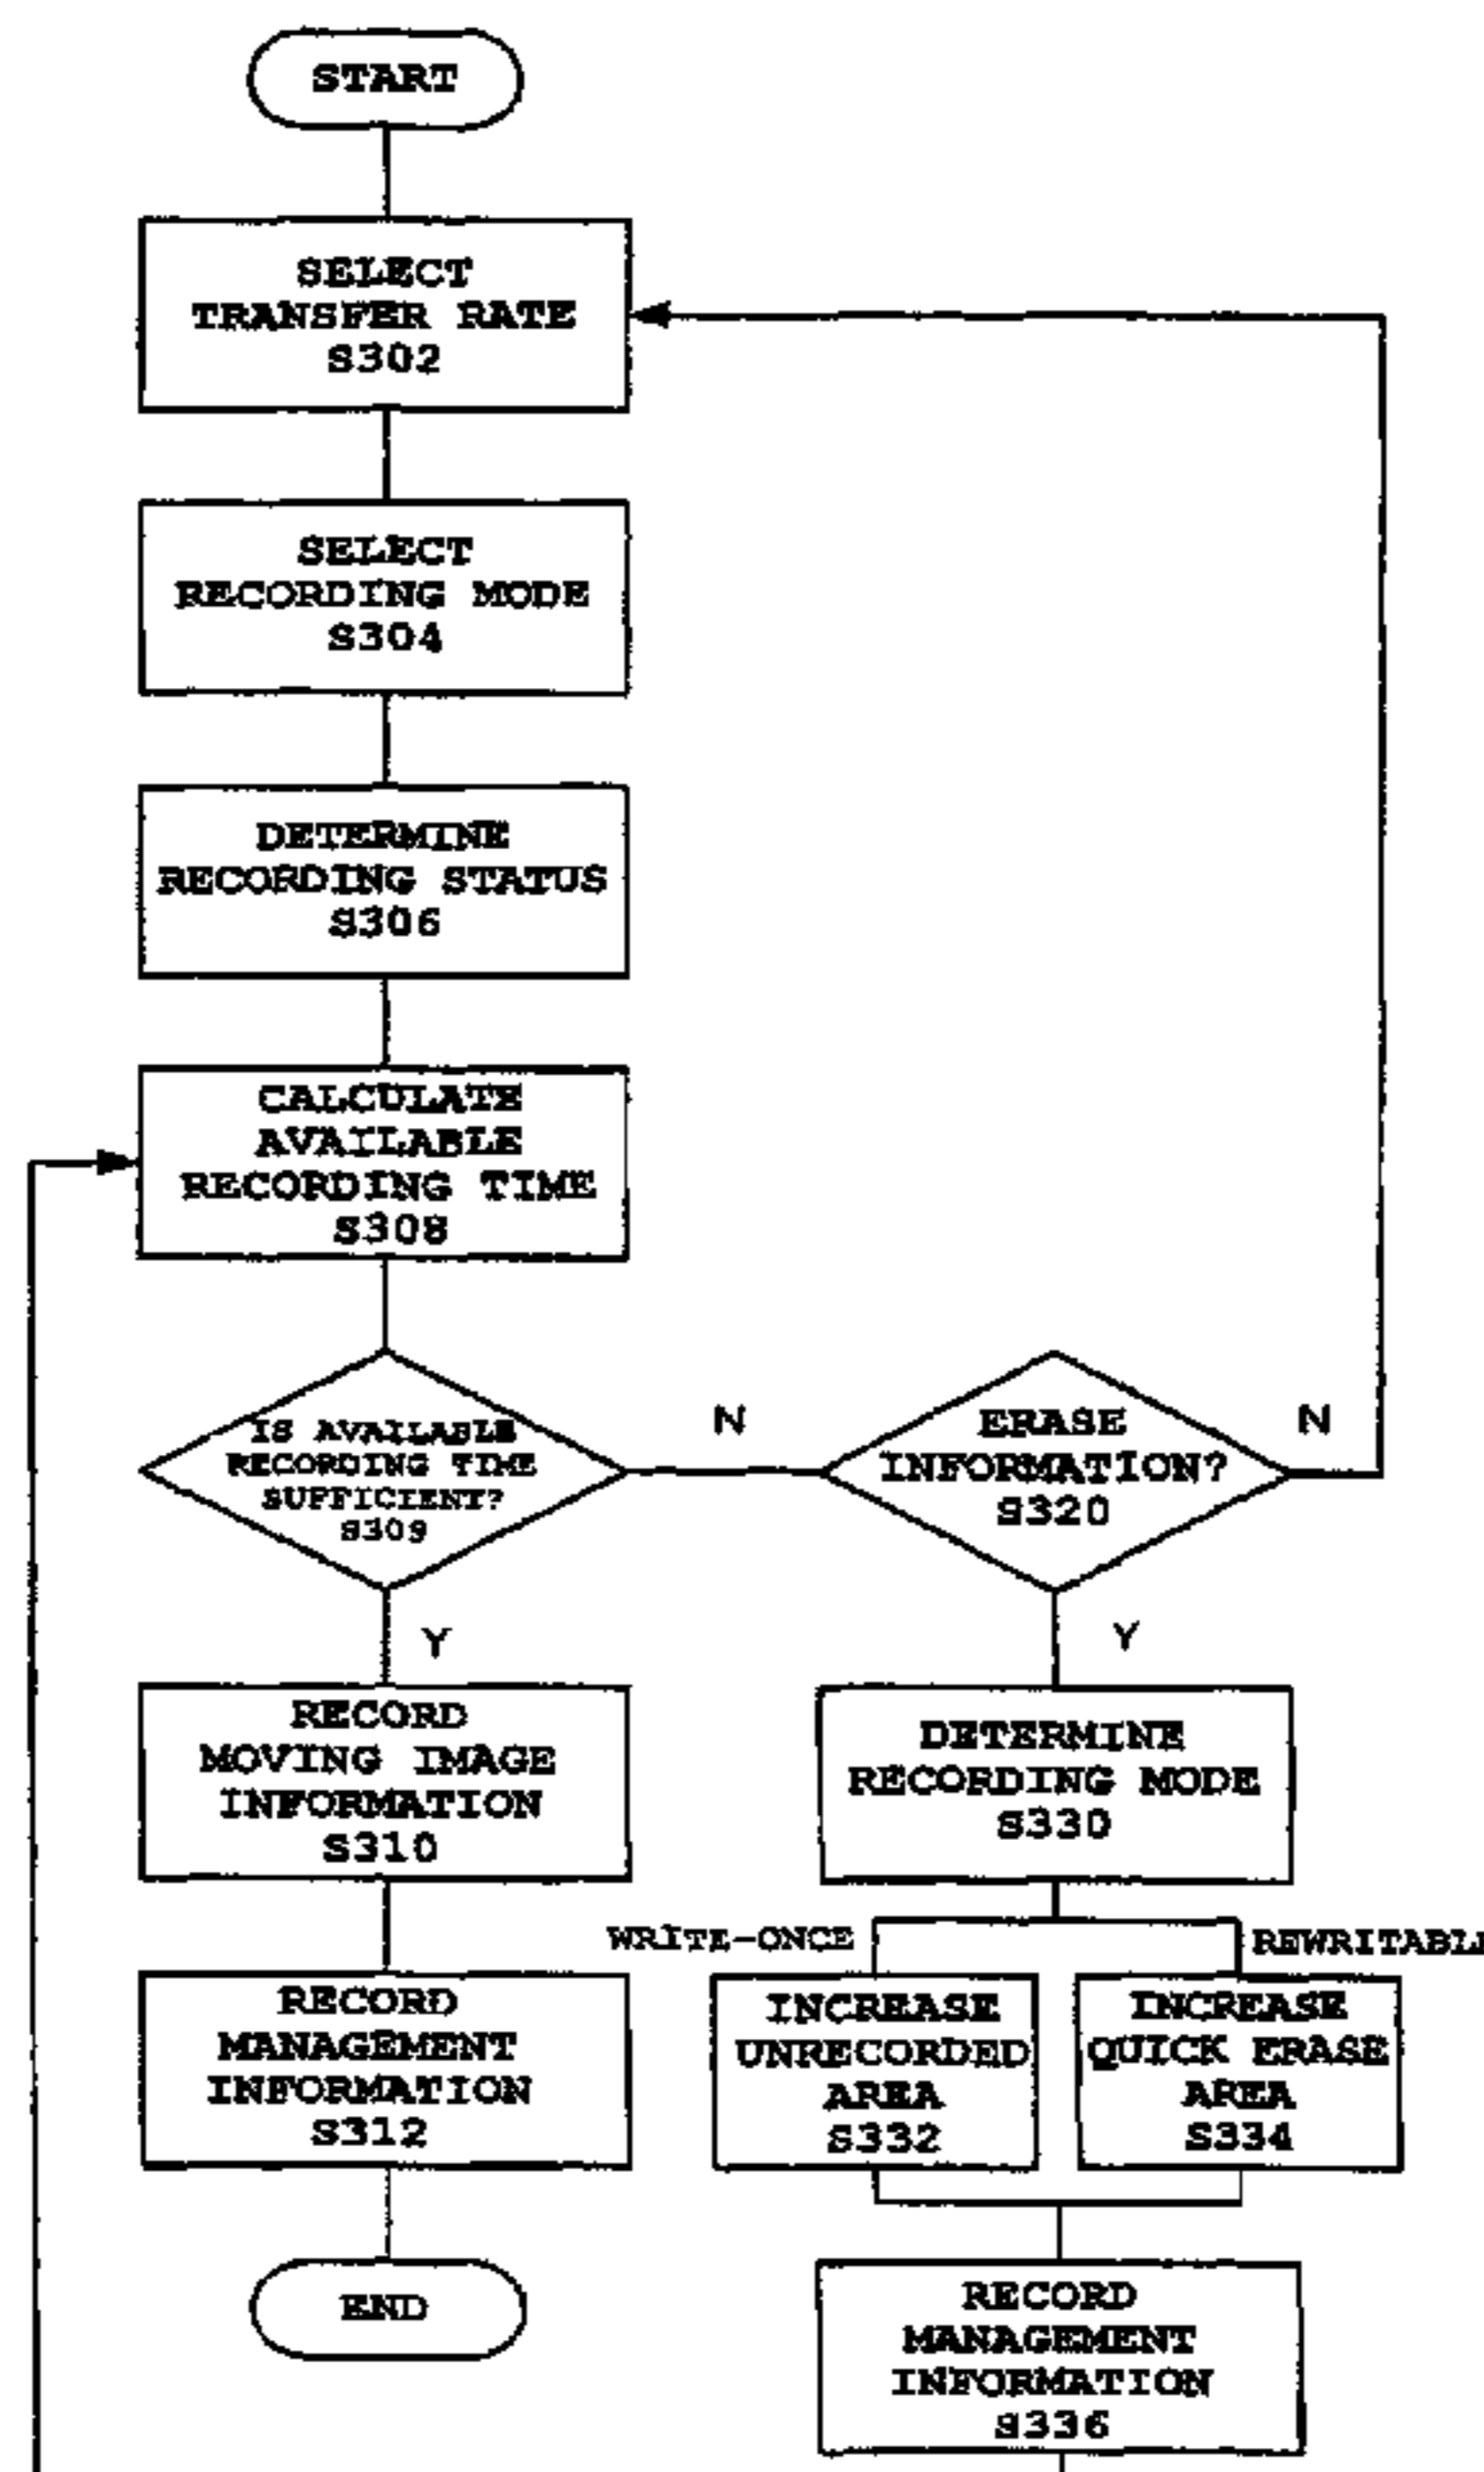 START
SELECT
TRANSFER RATE
S302
SELECT
RECORDING MODE
S304
DETERMINE
RECORDING STATUS
S306
CALCULATE
AVAILABLE
RECORDING TIME
S308
IS AVAILABLE
RECORDING TIME
SUFFICIENT?
S309
N
ERASE
INFORMATION?
S320
N
Y
Y
RECORD
MOVING IMAGE
INFORMATION
S310
DETERMINE
RECORDING MODE
S330
WRITE-ONCE
REWRITABLE
RECORD
MANAGEMENT
INFORMATION
S312
INCREASE
UNRECORDED
AREA
S332
INCREASE
QUICK ERASE
AREA
S334
END
RECORD
MANAGEMENT
INFORMATION
S336